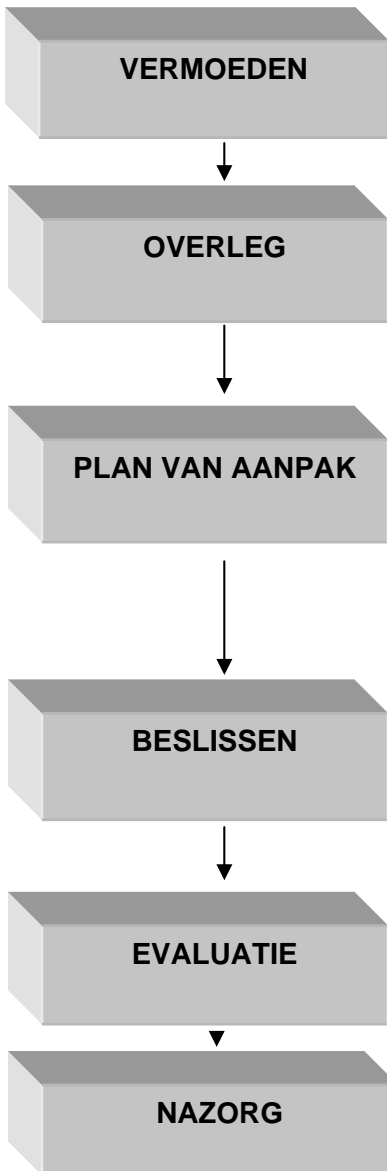 VERMOEDEN
OVERLEG
PLAN VAN AANPAK
BESLISSEN
EVALUATIE
NAZORG